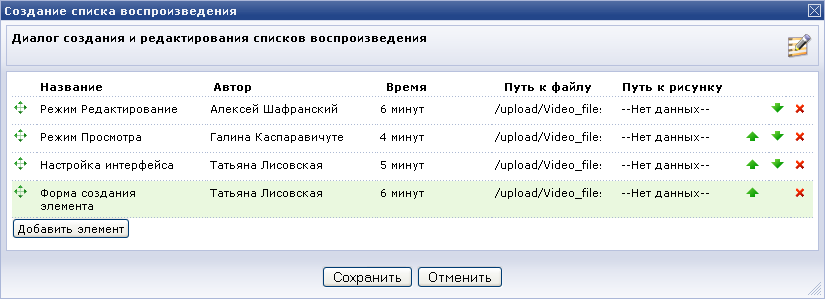 Создание списка воспроизведения
Диалог создания и редактирования списков воспроизведения
Название Автор Время Путь к файлу Путь к рисунку
Режим Редактирование Алексей Шафранский 6 минут /upload/Video_file: --Нет данных--
Режим Просмотра Галина Каспаравичуте 4 минут /upload/Video_file: --Нет данных--
Настройка интерфейса Татьяна Лисовская 5 минут /upload/Video_file: --Нет данных--
Форма создания Татьяна Лисовская 6 минут /upload/Video_file: --Нет данных--
элемента
Добавить элемент
Сохранить Отменить